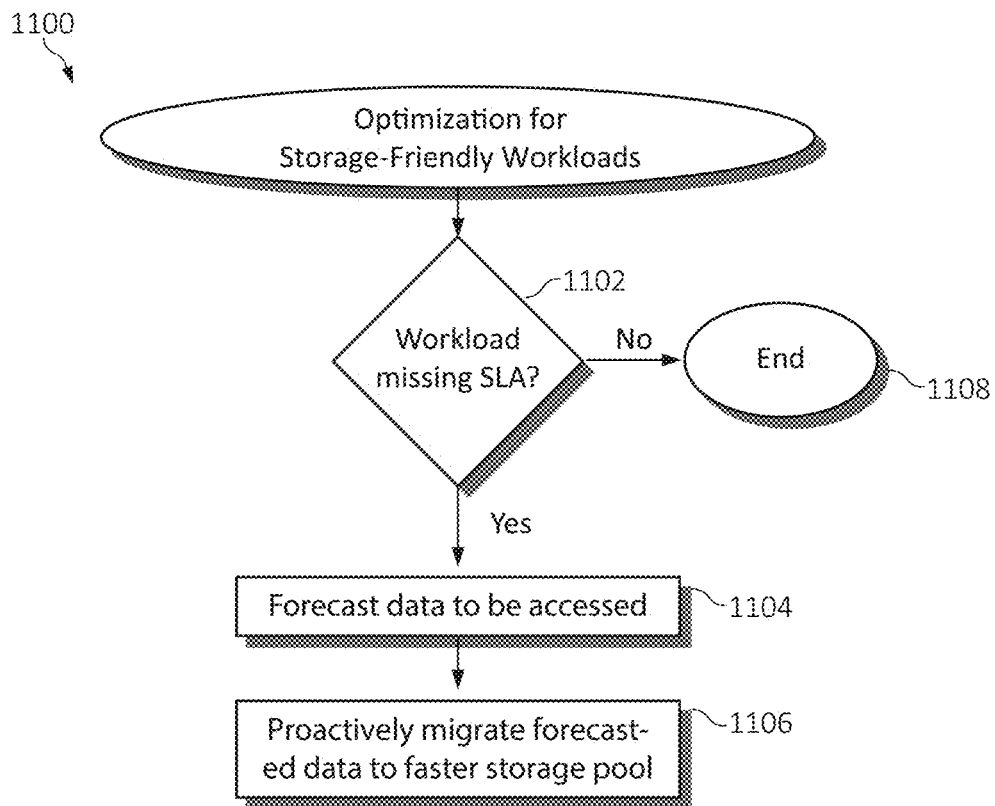 1100
Optimization for
Storage-Friendly Workloads
1102
Workload
missing SLA?
No
End
1108
Yes
Forecast data to be accessed
1104
Proactively migrate forecast-
ed data to faster storage pool
1106